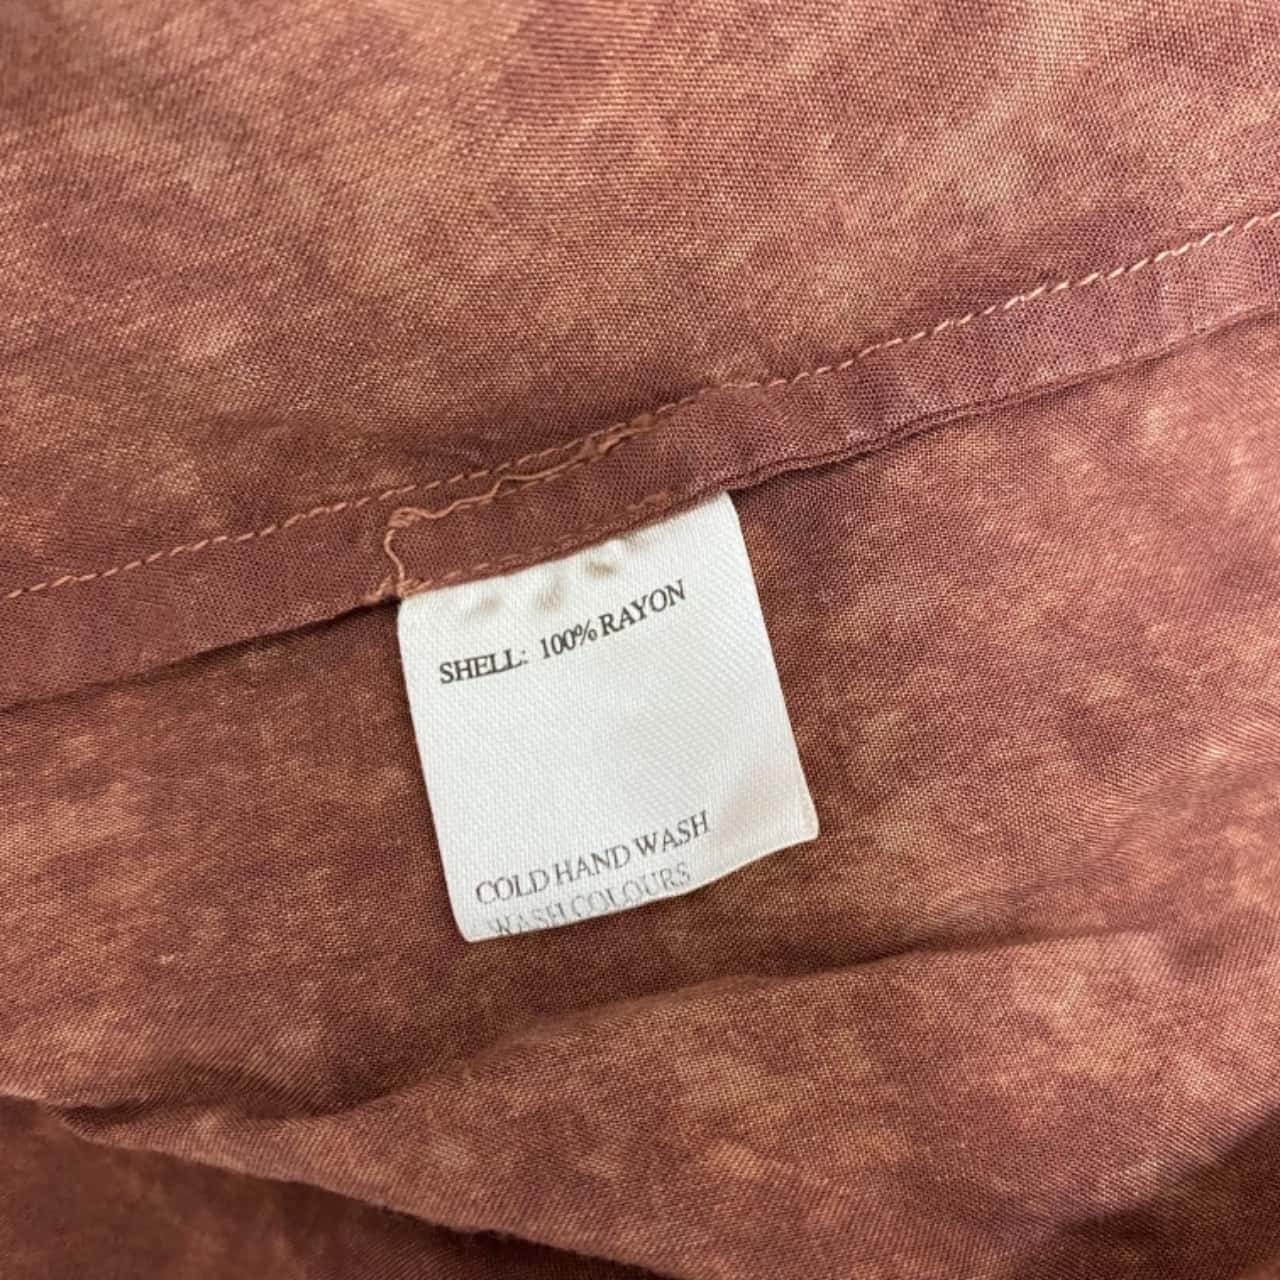 SHELL: 100% RAYON
COLD HAND WASH
WASH COLOURS